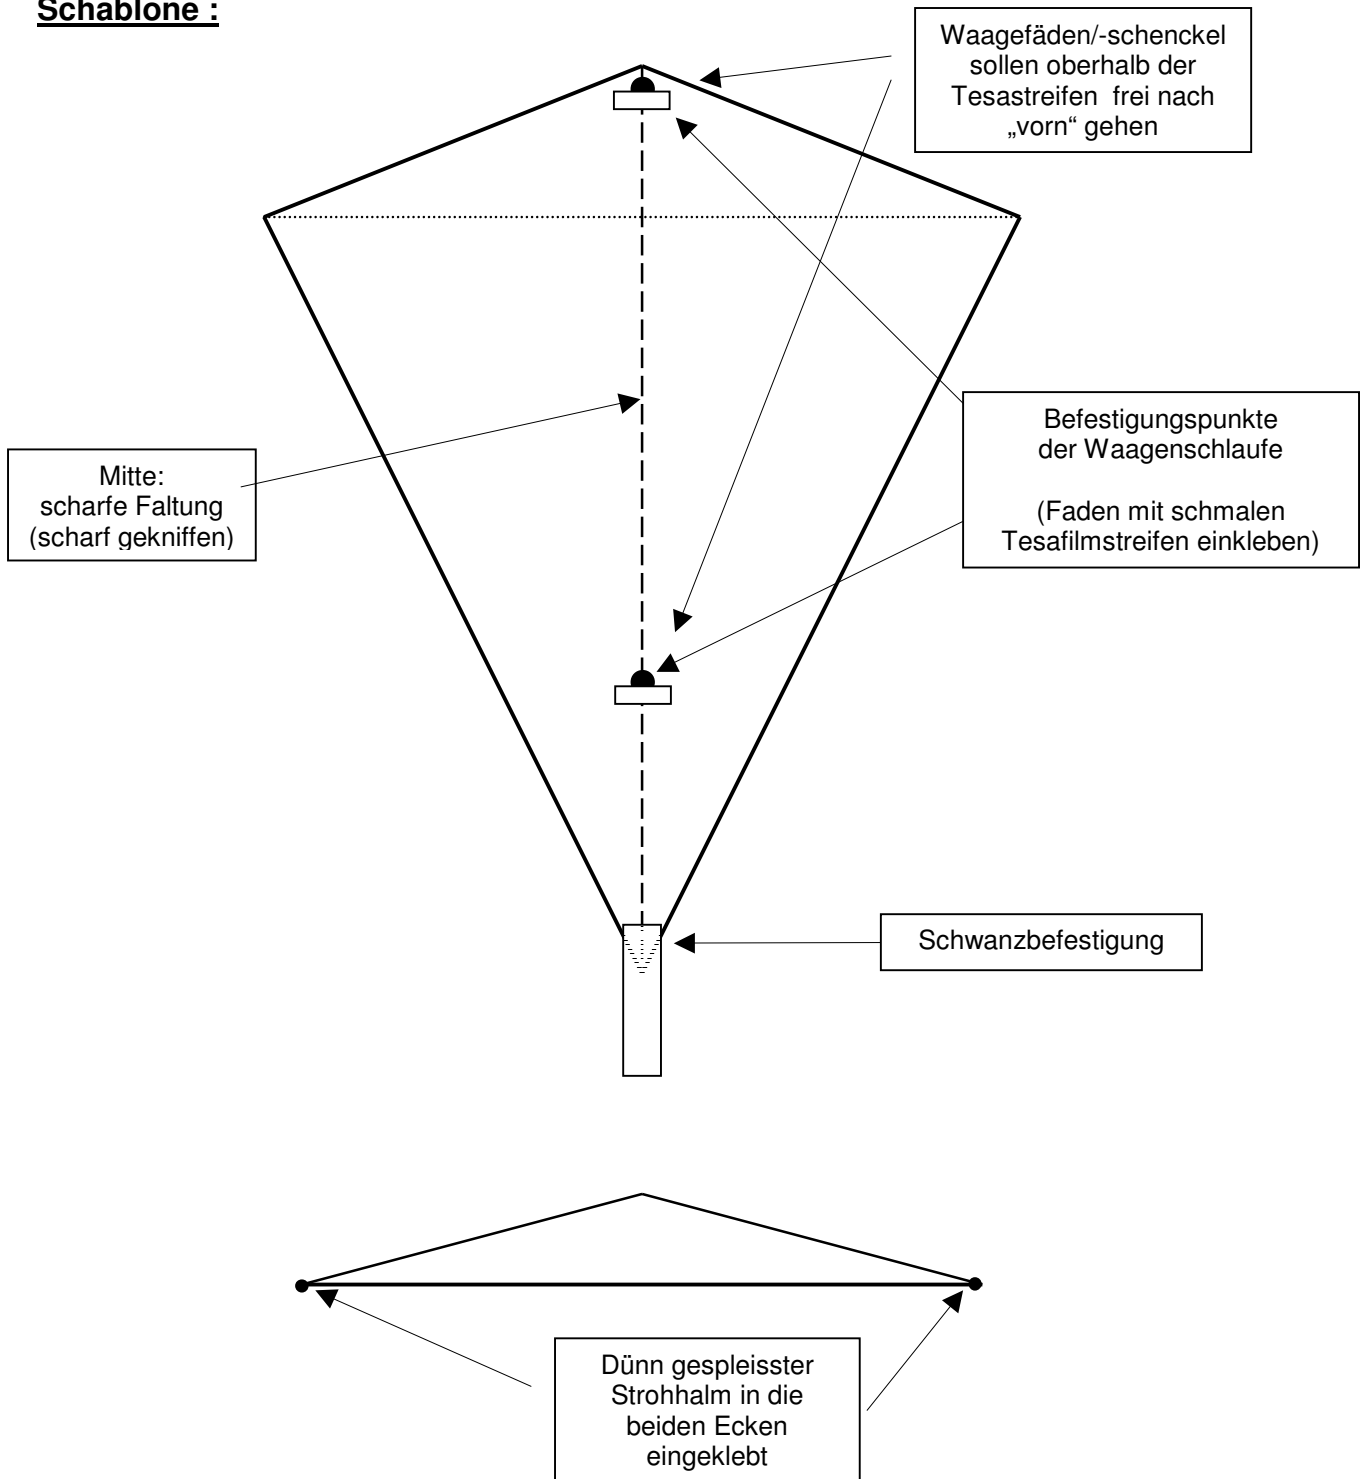 Schablone :
Waagefäden/-schenckel
sollen oberhalb der
Tesastreifen frei nach
„vorn“ gehen
Befestigungspunkte
der Waagenschlaufe
(Faden mit schmalen
Tesafilmstreifen einkleben)
Mitte:
scharfe Faltung
(scharf gekniffen)
Schwanzbefestigung
Dünn gespleisster
Strohhalm in die
beiden Ecken
eingeklebt